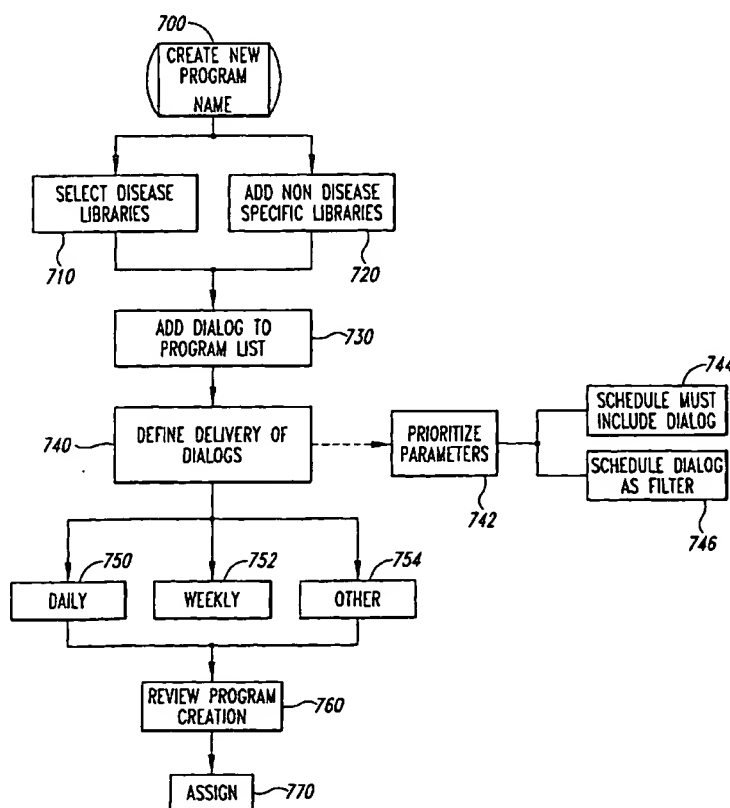 700
CREATE NEW
PROGRAM
NAME
SELECT DISEASE
LIBRARIES
710
ADD NON DISEASE
SPECIFIC LIBRARIES
720
ADD DIALOG TO
PROGRAM LIST
730
740
DEFINE DELIVERY OF
DIALOGS
PRIORITIZE
PARAMETERS
742
744
SCHEDULE MUST
INCLUDE DIALOG
SCHEDULE DIALOG
AS FILTER
746
750
DAILY
752
WEEKLY
754
OTHER
REVIEW PROGRAM
CREATION
760
ASSIGN
770